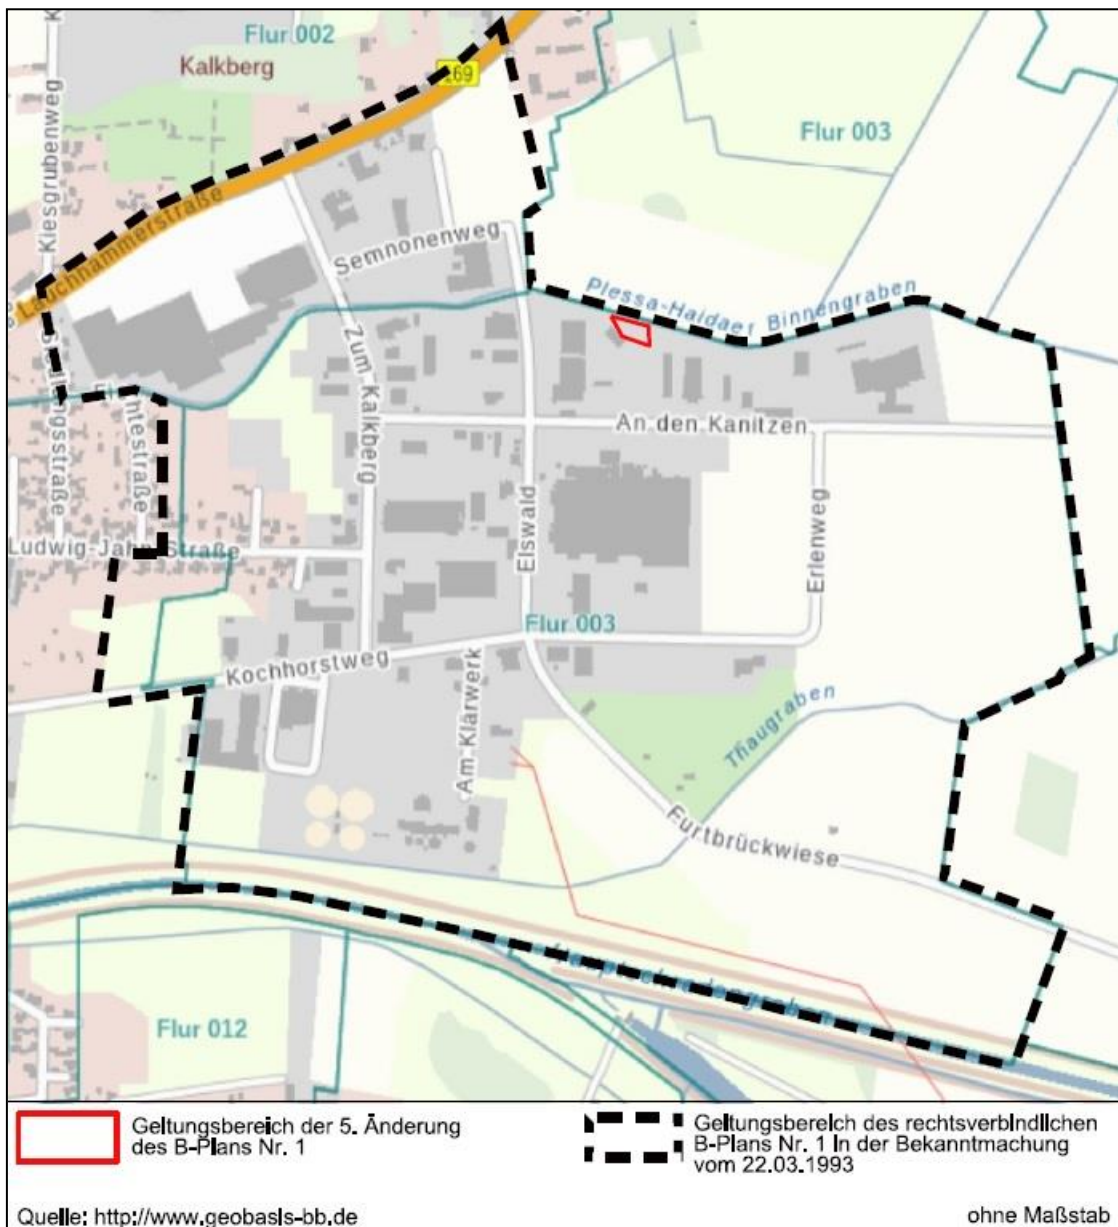 Flur 002
Kalkberg
169
Flur 003
Kiesgrubenweg
Lauchhammerstraße
Semnonenweg
Plessa-Haidaer Binnengraben
Zum-Kalkberg
An den Kanitzen
Elswald
Erlenweg
Ludwig-Jahn-Straße
Flur 003
Kochhorstweg
Am-Klärwerk
Thaugraben
Furtbrückwiese
Flur 012
Geltungsbereich der 5. Änderung
des B-Plans Nr. 1
Geltungsbereich des rechtsverbindlichen
B-Plans Nr. 1 in der Bekanntmachung
vom 22.03.1993
Quelle: http://www.geobasis-bb.de
ohne Maßstab